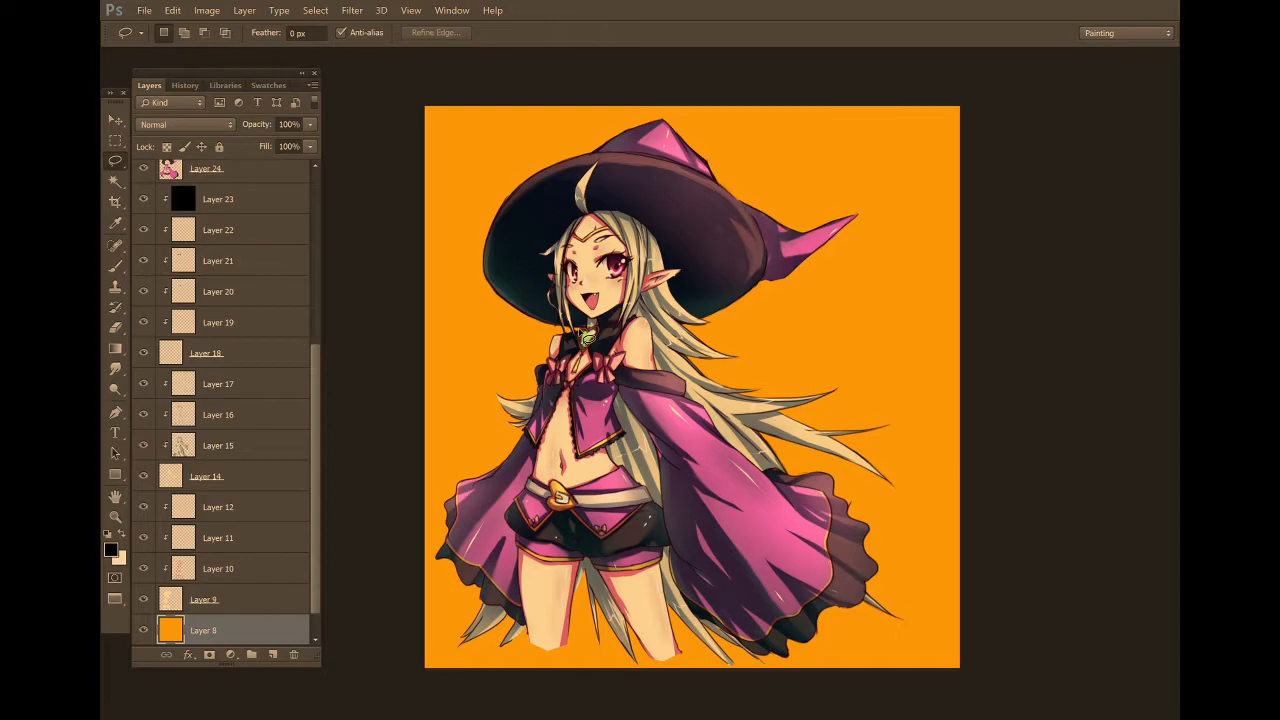 Ps File Edit Image Layer Type Select Filter 3D View Window Help
Feather: 0 px Anti-alias Refine Edge... Painting
Layers History Libraries Swatches
Kind T
Normal Opacity: 100%
Lock: Fill: 100%
Layer 24
Layer 23
Layer 22
Layer 21
Layer 20
Layer 19
Layer 18
Layer 17
Layer 16
Layer 15
Layer 14
Layer 12
Layer 11
Layer 10
Layer 9
Layer 8
fx
T